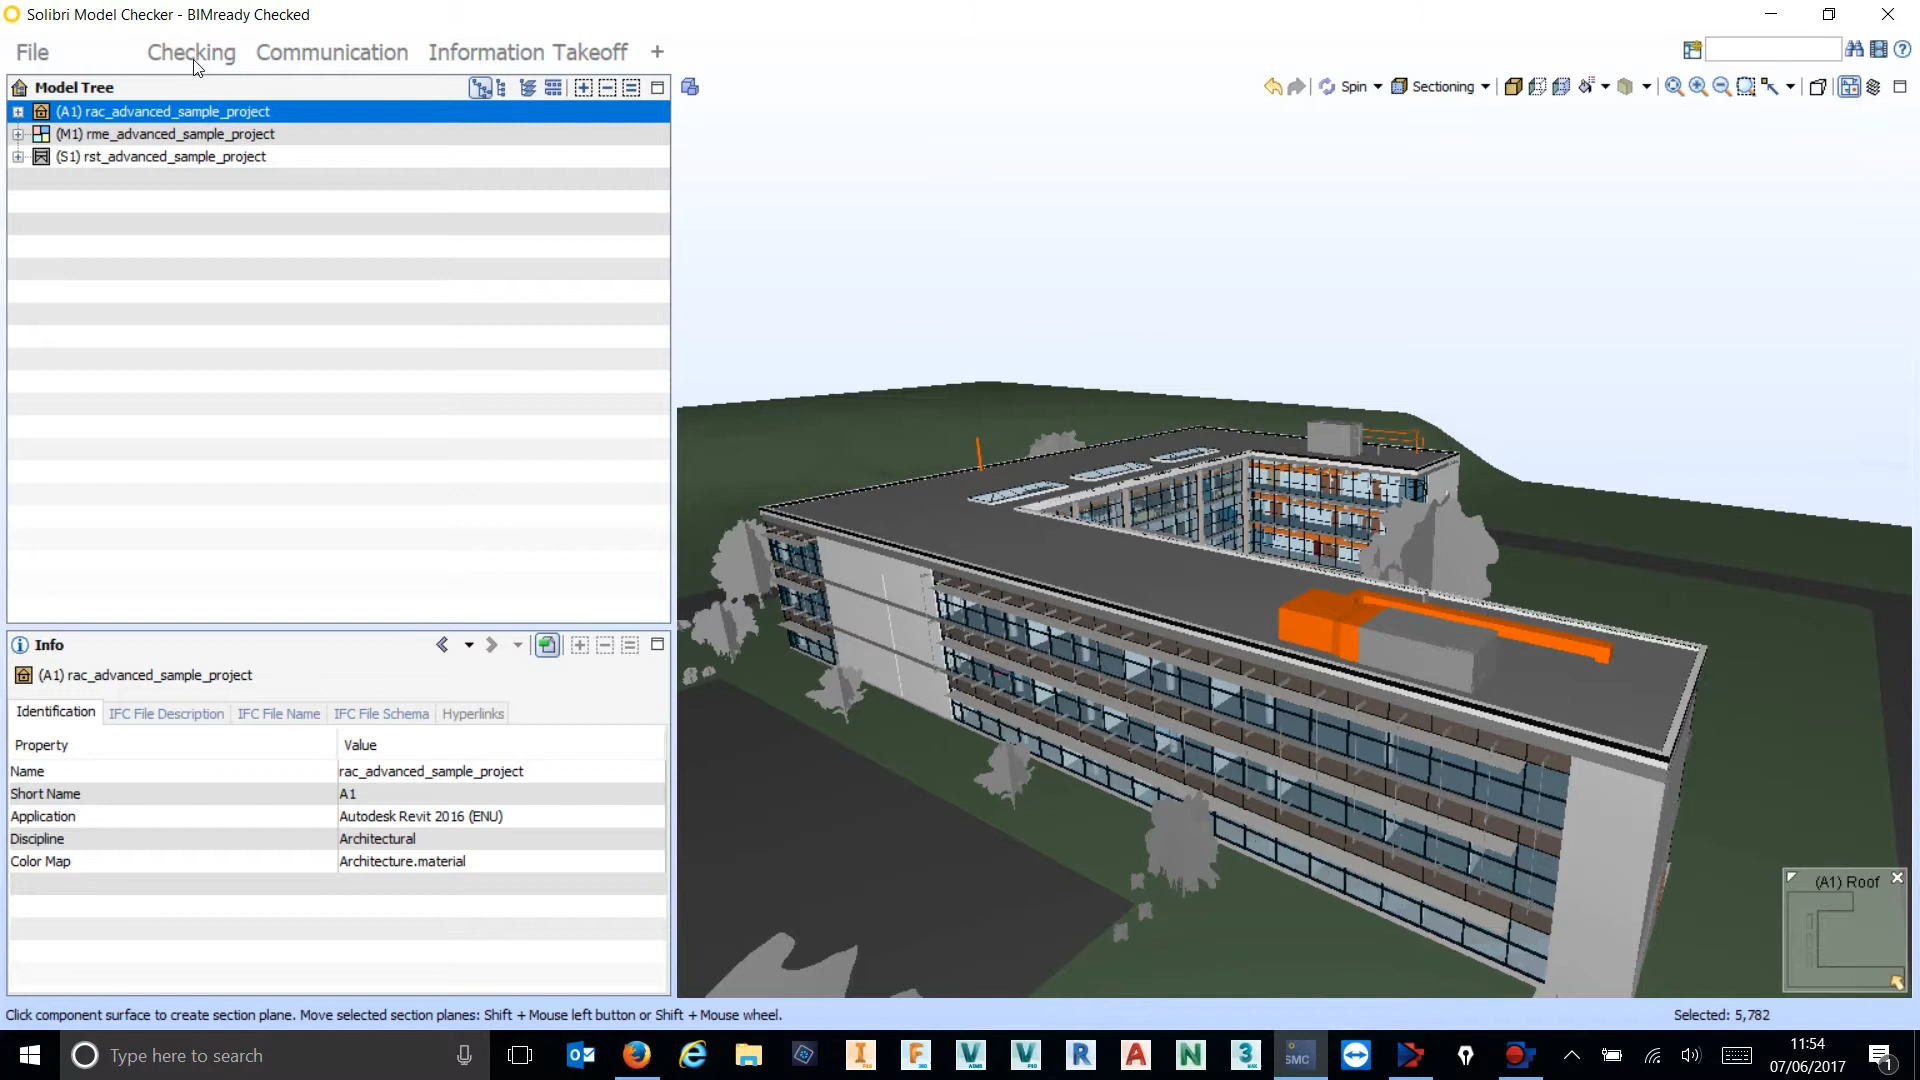 Solibri Model Checker - BIMready Checked
File Checking Communication Information Takeoff +
Model Tree
Spin Sectioning
(A1) rac_advanced_sample_project
(M1) rme_advanced_sample_project
(S1) rst_advanced_sample_project
Info
(A1) rac_advanced_sample_project
Identification IFC File Description IFC File Name IFC File Schema Hyperlinks
Property Value
Name rac_advanced_sample_project
Short Name A1
Application Autodesk Revit 2016 (ENU)
Discipline Architectural
Color Map Architecture.material
(A1) Roof
Click component surface to create section plane. Move selected section planes: Shift + Mouse left button or Shift + Mouse wheel.
Selected: 5,782
Type here to search
I F V V R A N 3 SMC
11:54
07/06/2017
1